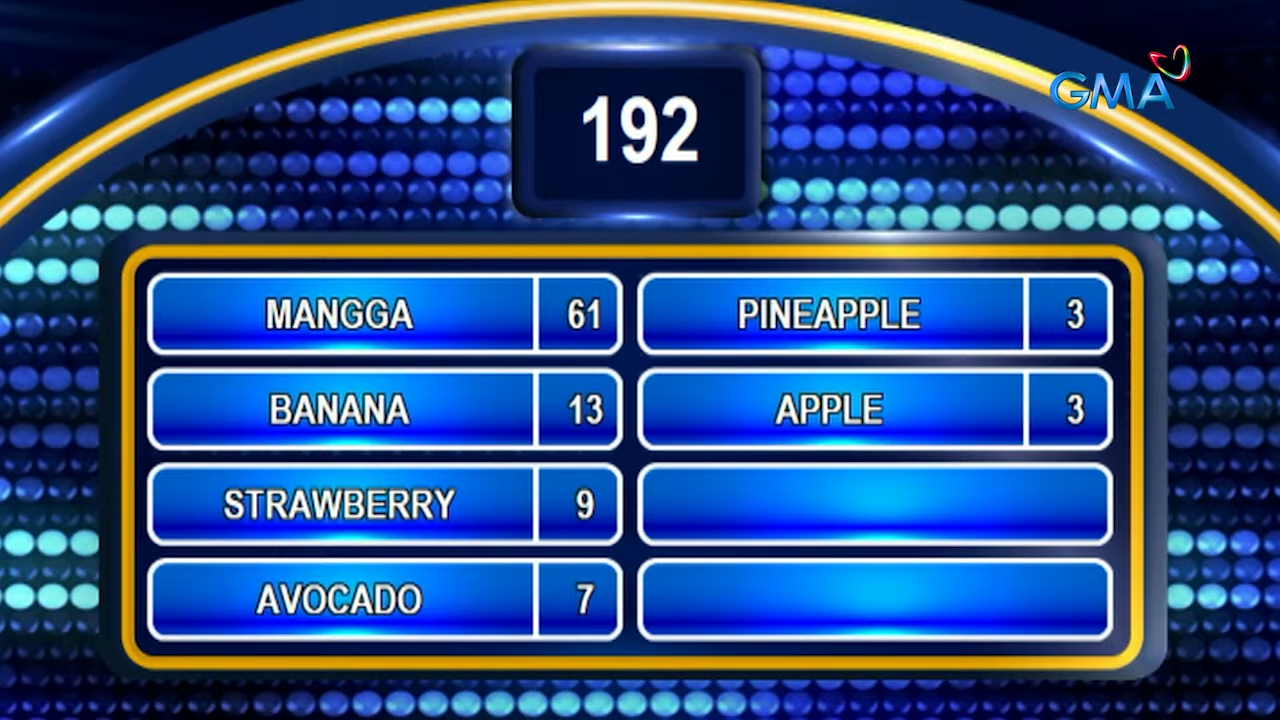 GMA
192
MANGGA 61
BANANA 13
STRAWBERRY 9
AVOCADO 7
PINEAPPLE 3
APPLE 3